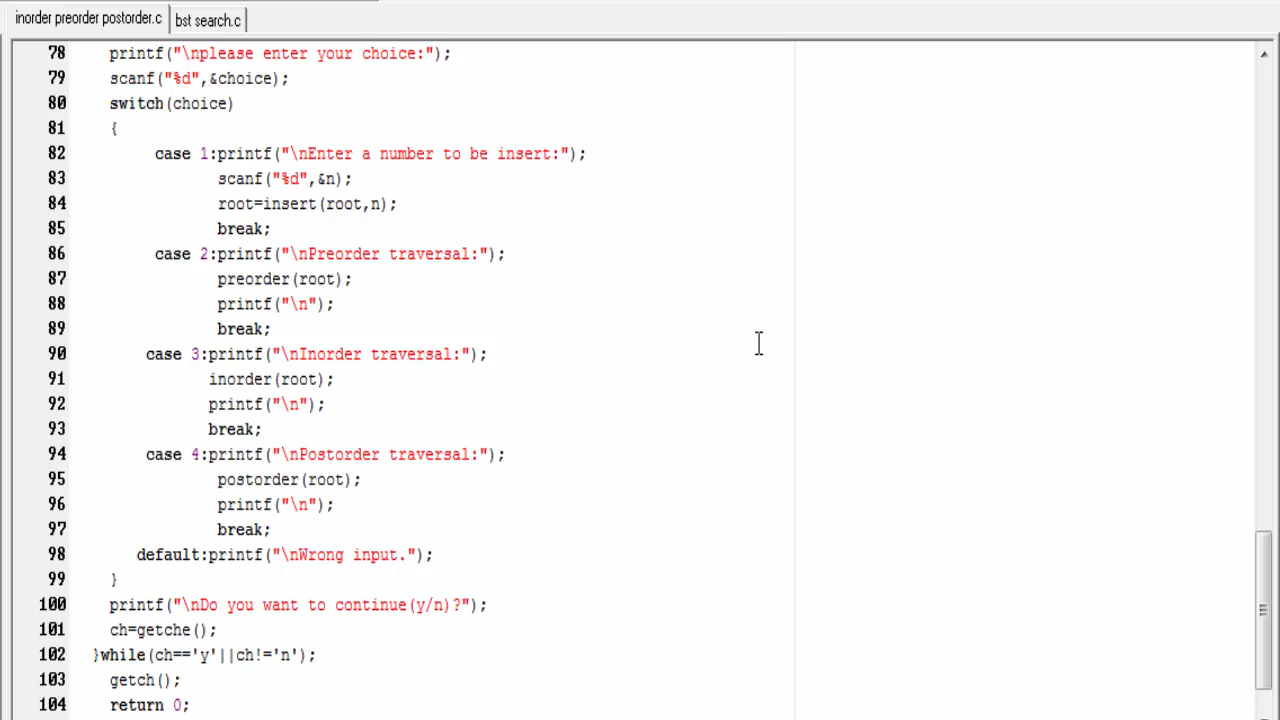 inorder preorder postorder.c bst search.c
78 printf("\nplease enter your choice:");
79 scanf("%d",&choice);
80 switch(choice)
81 {
82 case 1:printf("\nEnter a number to be insert:");
83 scanf("%d",&n);
84 root=insert(root,n);
85 break;
86 case 2:printf("\nPreorder traversal:");
87 preorder(root);
88 printf("\n");
89 break;
90 case 3:printf("\nInorder traversal:");
91 inorder(root);
92 printf("\n");
93 break;
94 case 4:printf("\nPostorder traversal:");
95 postorder(root);
96 printf("\n");
97 break;
98 default:printf("\nWrong input.");
99 }
100 printf("\nDo you want to continue(y/n)?");
101 ch=getche();
102 }while(ch=='y'||ch!='n');
103 getch();
104 return 0;